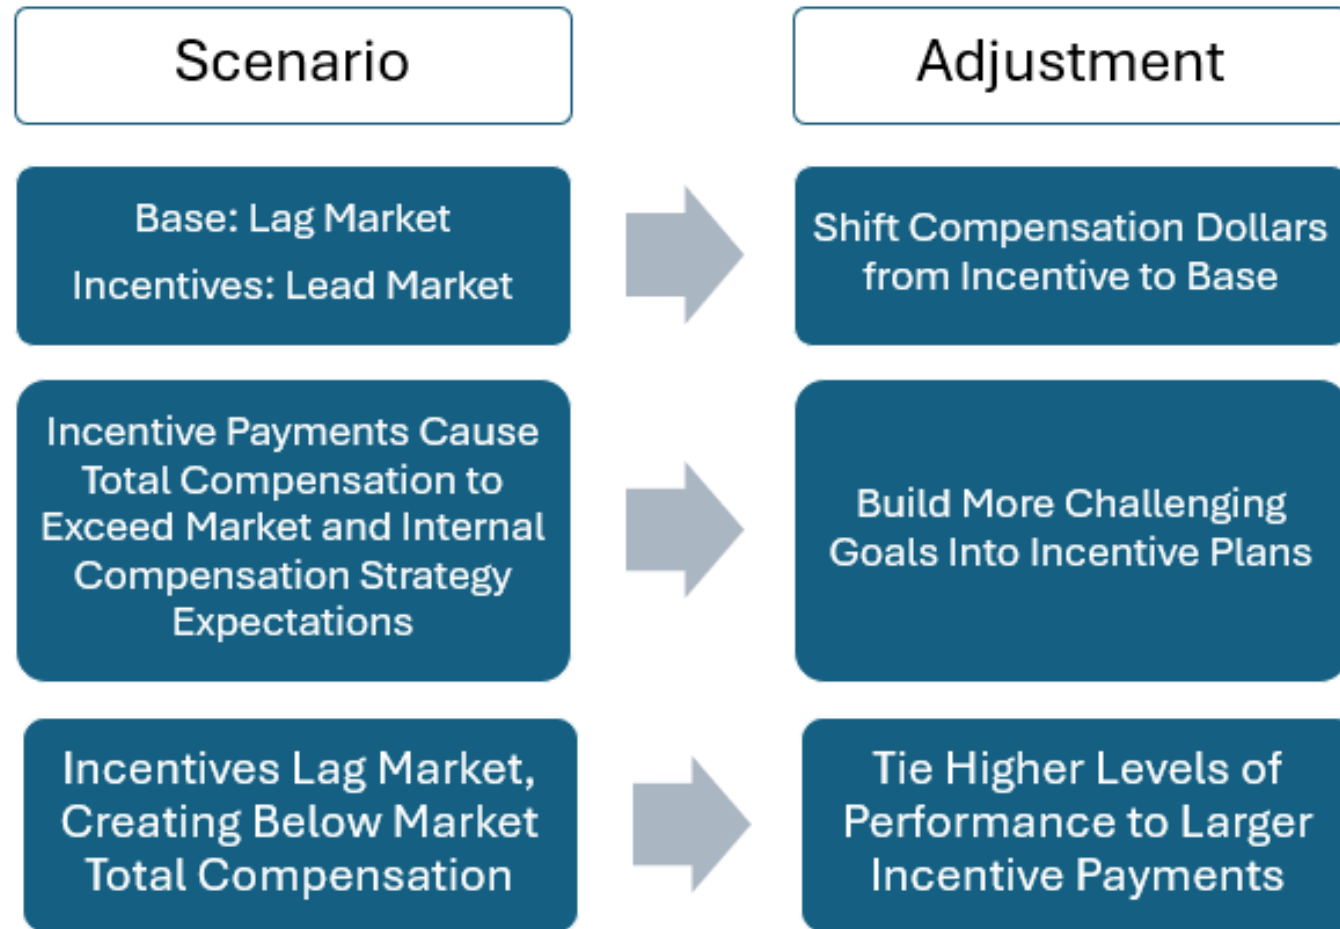 Scenario
Adjustment
Base: Lag Market
Incentives: Lead Market
Shift Compensation Dollars
from Incentive to Base
Incentive Payments Cause
Total Compensation to
Exceed Market and Internal
Compensation Strategy
Expectations
Build More Challenging
Goals Into Incentive Plans
Incentives Lag Market,
Creating Below Market
Total Compensation
Tie Higher Levels of
Performance to Larger
Incentive Payments